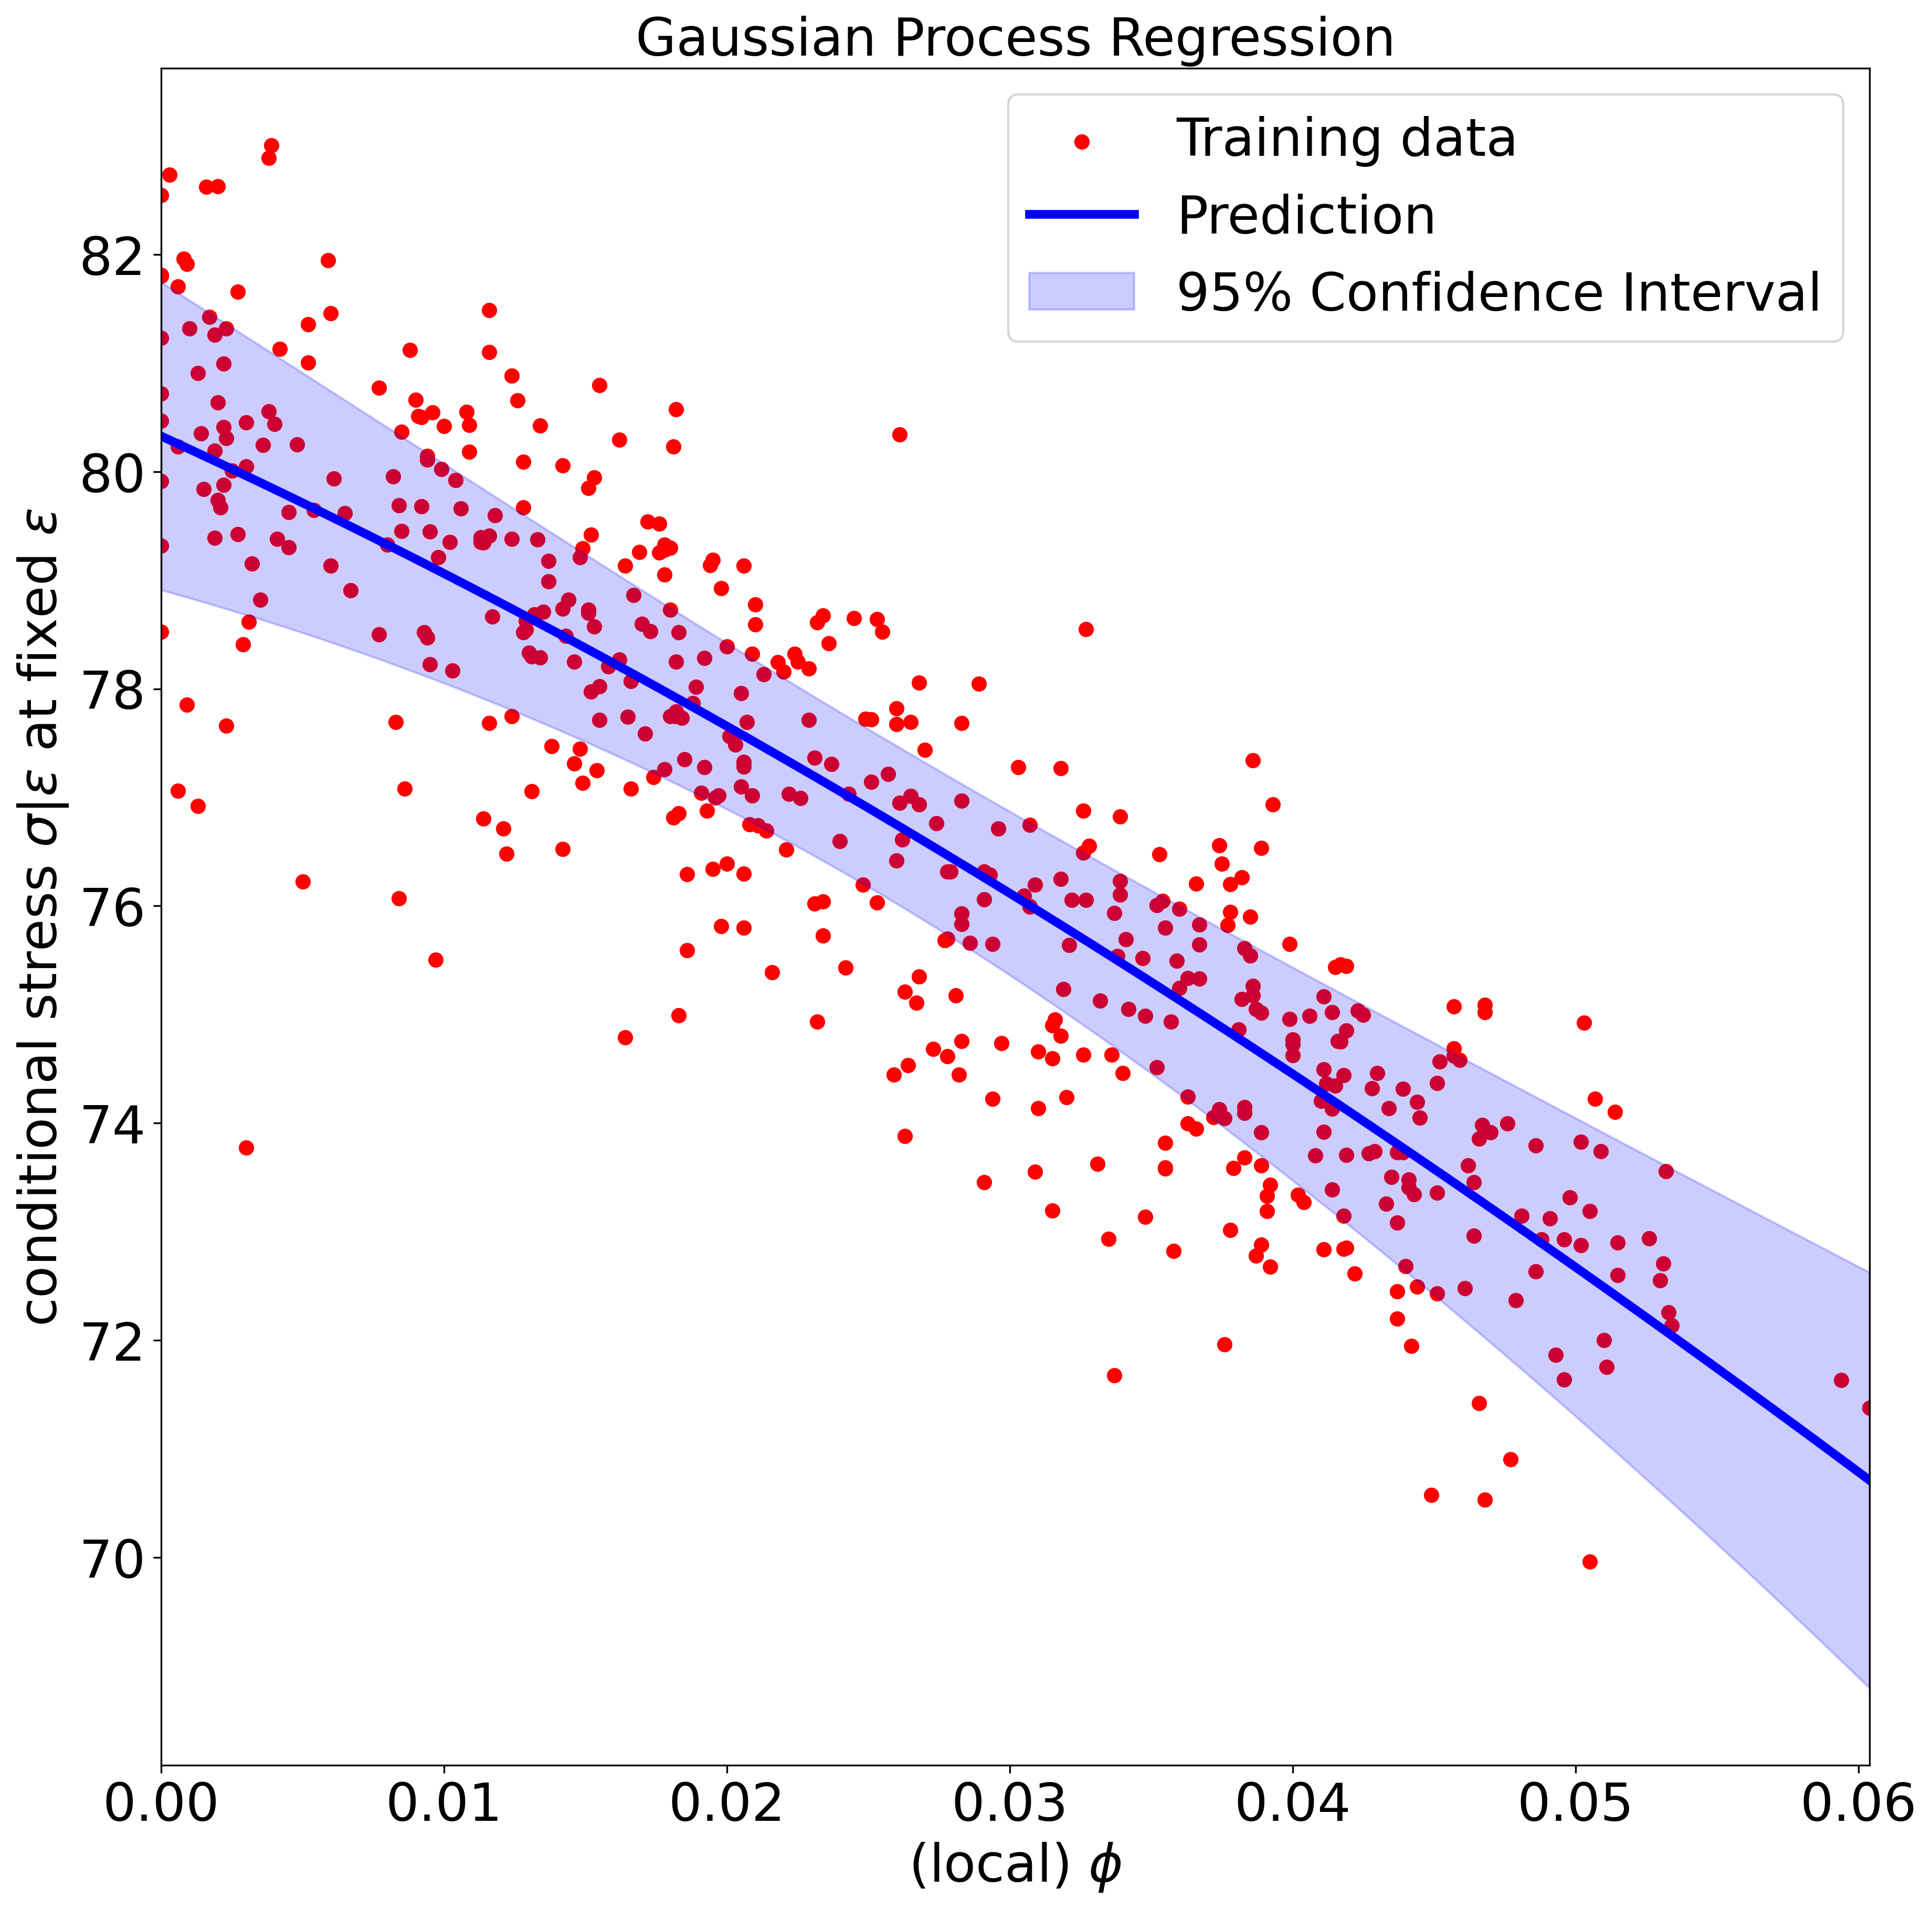 Gaussian Process Regression
Training data
Prediction
95% Confidence Interval
82
80
78
76
74
72
70
conditional stress σ|ε at fixed ε
0.00 0.01 0.02 0.03 0.04 0.05 0.06
(local) ϕ